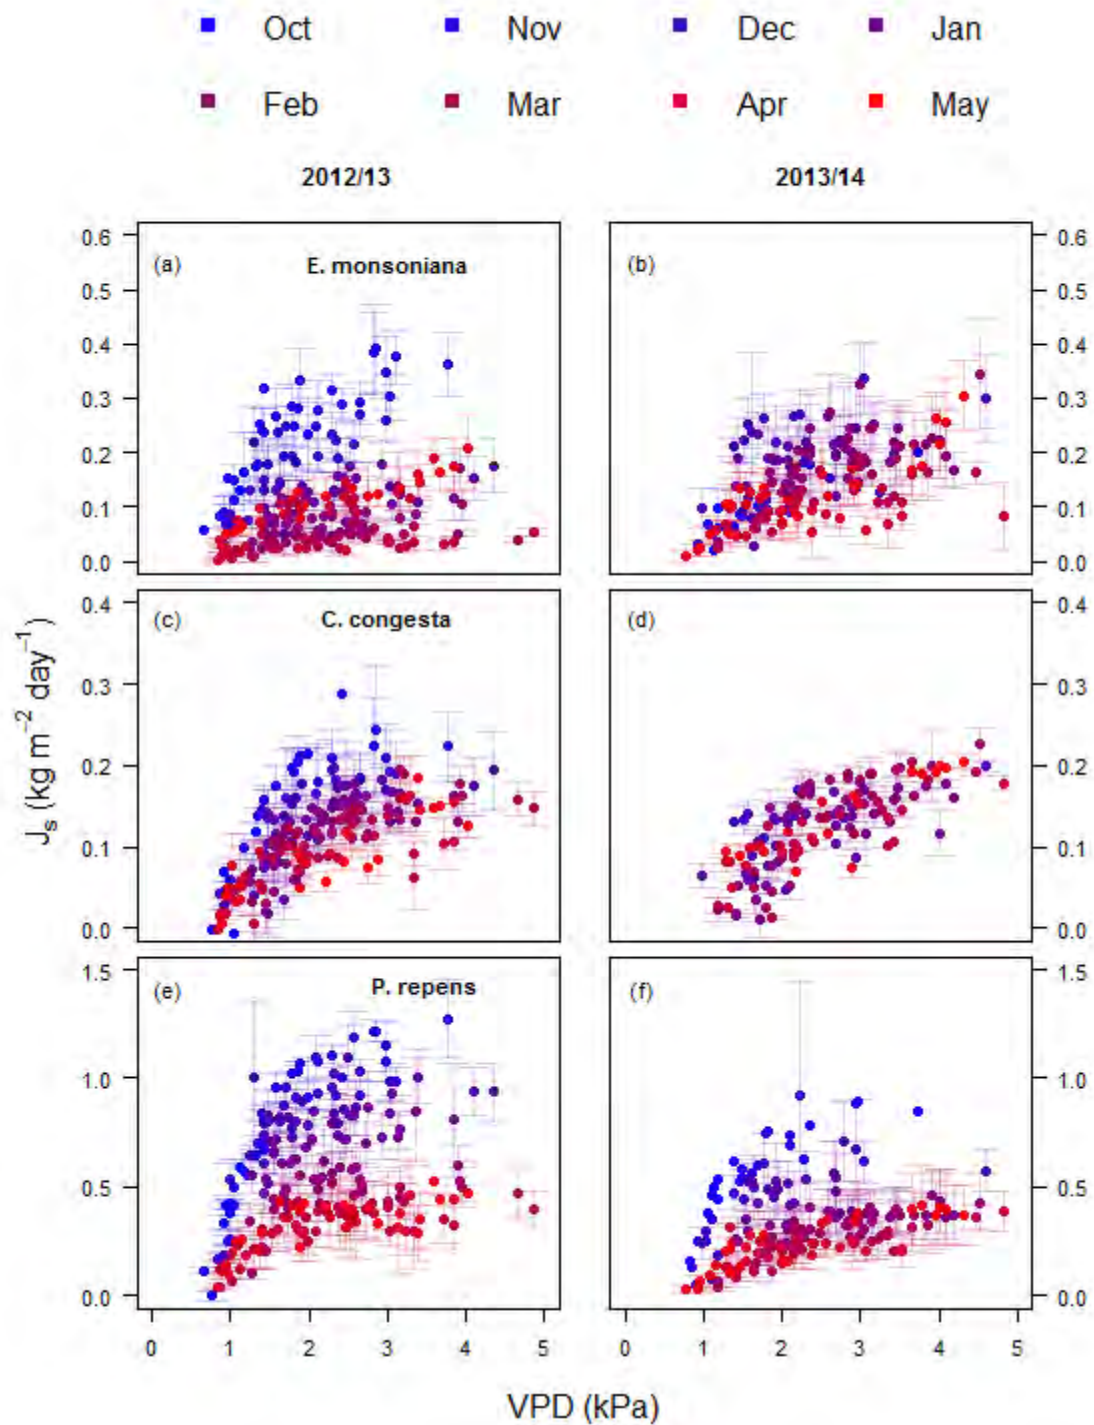 Oct Nov Dec Jan
Feb Mar Apr May
2012/13 2013/14
(a) E. monsoniana (b)
0.6 0.6
0.5 0.5
0.4 0.4
0.3 0.3
0.2 0.2
0.1 0.1
0.0 0.0
(c) C. congesta (d)
0.4 0.4
0.3 0.3
0.2 0.2
0.1 0.1
0.0 0.0
(e) P. repens (f)
1.5 1.5
1.0 1.0
0.5 0.5
0.0 0.0
Jₛ (kg m⁻² day⁻¹)
0 1 2 3 4 5 0 1 2 3 4 5
VPD (kPa)